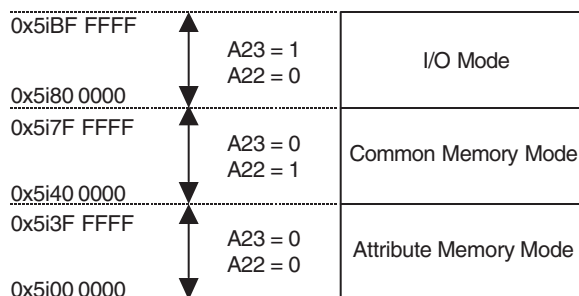 0x5iBF FFFF
A23 = 1
A22 = 0
I/O Mode
0x5i80 0000
0x5i7F FFFF
A23 = 0
A22 = 1
Common Memory Mode
0x5i40 0000
0x5i3F FFFF
A23 = 0
A22 = 0
Attribute Memory Mode
0x5i00 0000